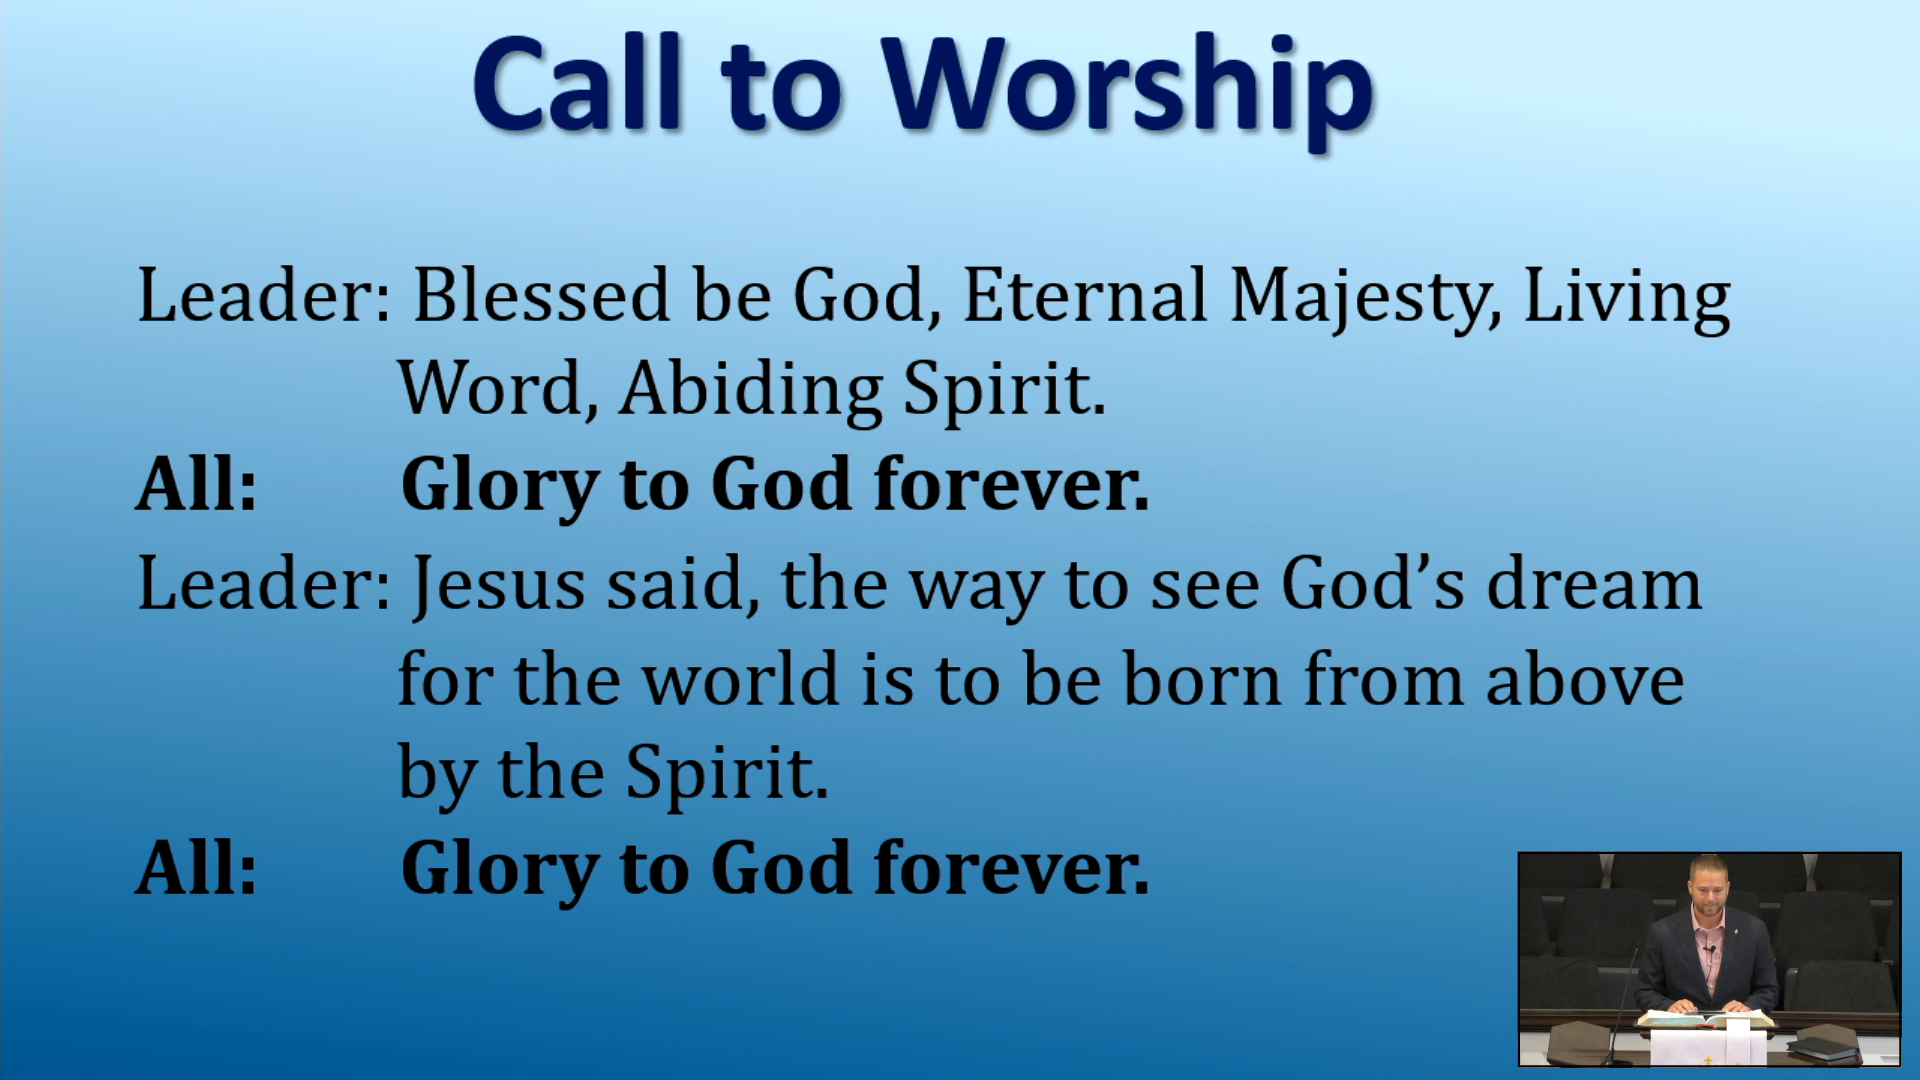 Call to Worship
Leader: Blessed be God, Eternal Majesty, Living
Word, Abiding Spirit.
All: Glory to God forever.
Leader: Jesus said, the way to see God’s dream
for the world is to be born from above
by the Spirit.
All: Glory to God forever.